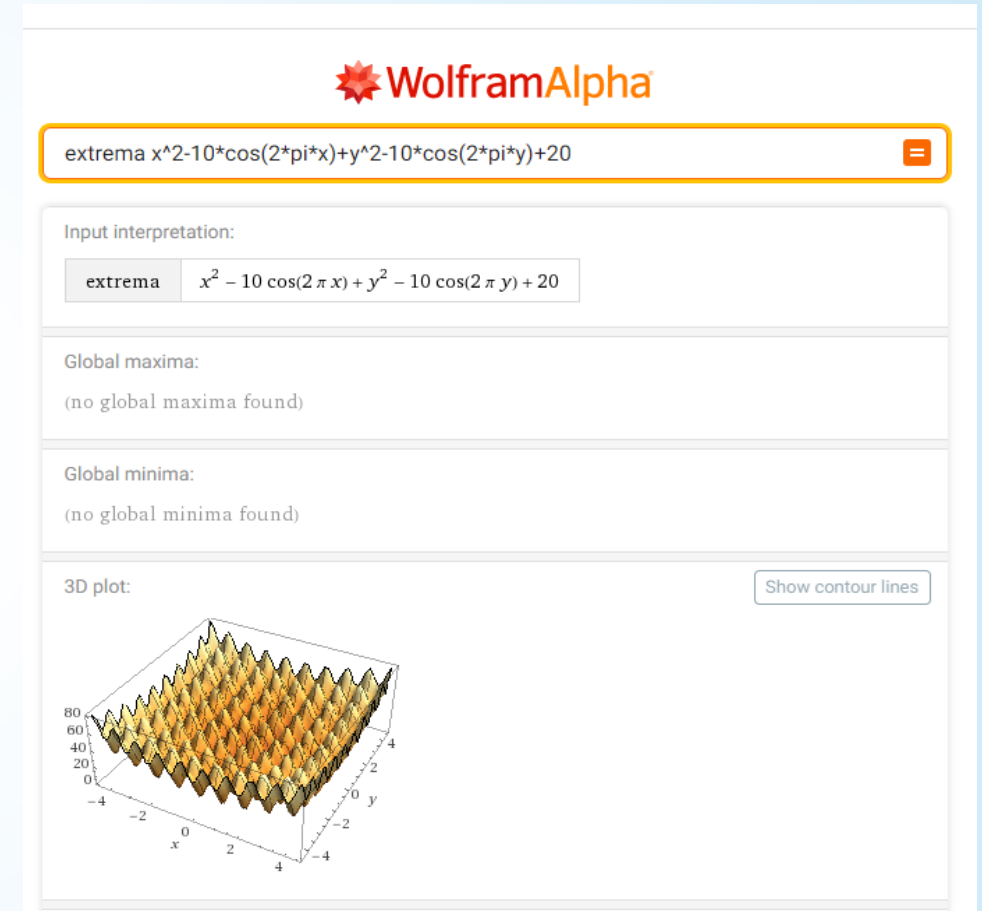 WolframAlpha
extrema x^2-10*cos(2*pi*x)+y^2-10*cos(2*pi*y)+20
=
Input interpretation:
extrema x² – 10 cos(2 π x) + y² – 10 cos(2 π y) + 20
Global maxima:
(no global maxima found)
Global minima:
(no global minima found)
3D plot:
Show contour lines
80
60
40
20
0
–4
–2
0
2
4
x
4
2
0
–2
–4
y